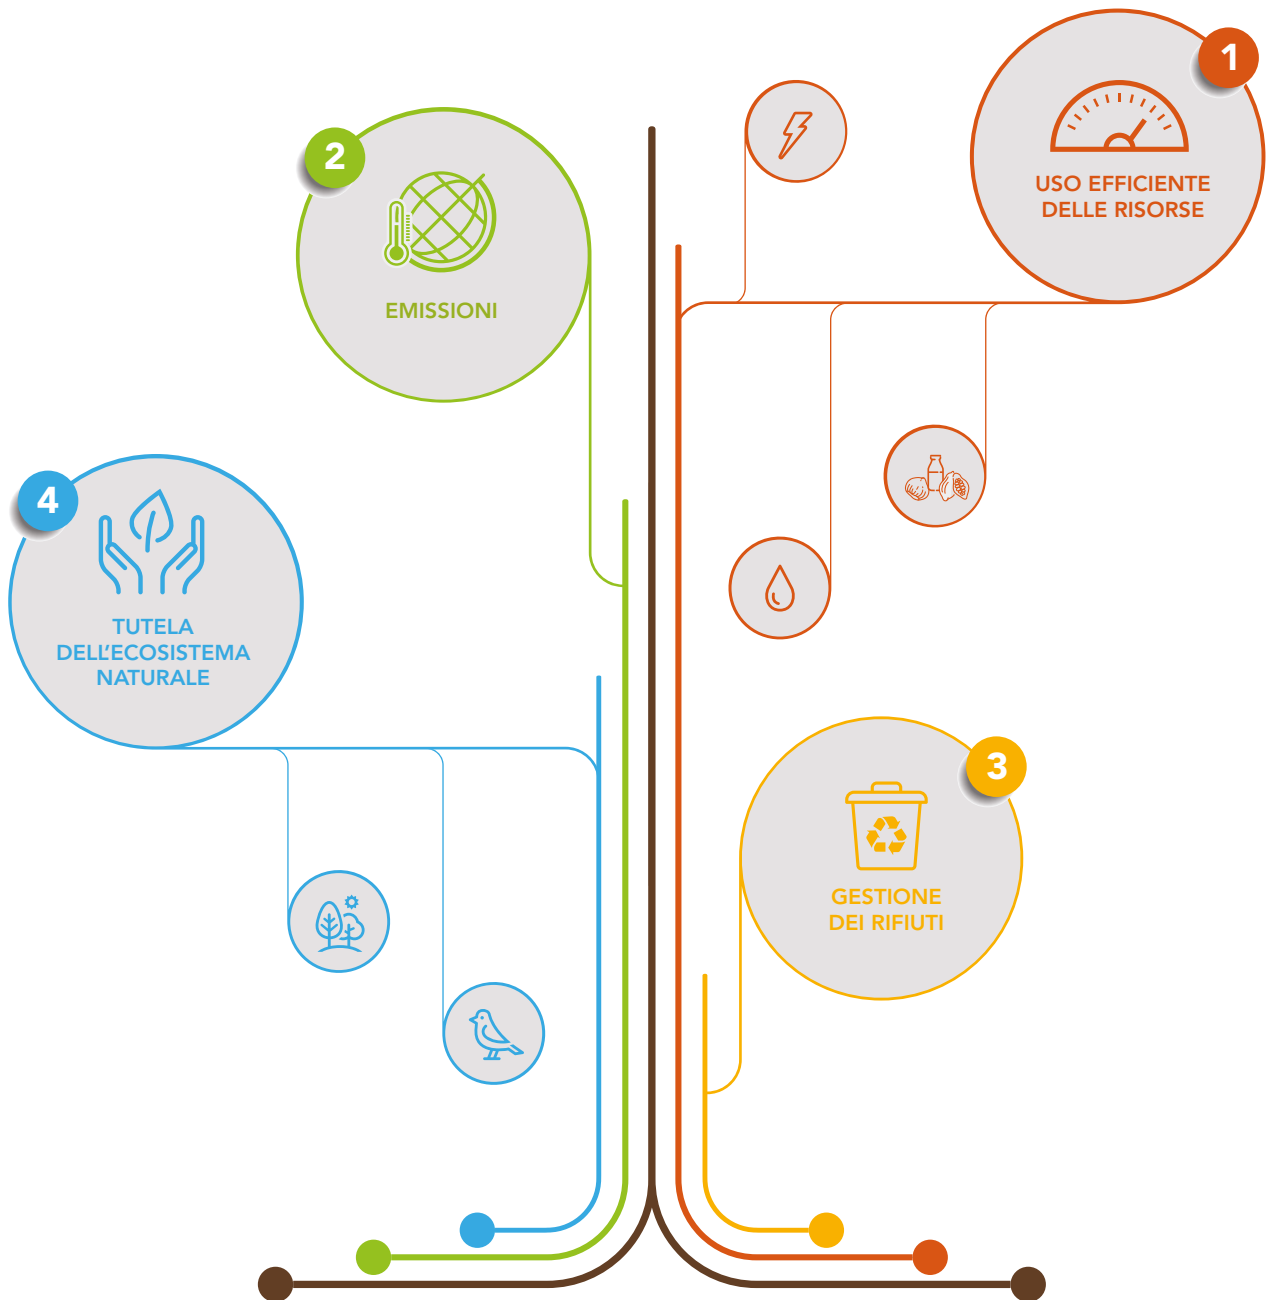 1
USO EFFICIENTE
DELLE RISORSE
2
EMISSIONI
4
TUTELA
DELL'ECOSISTEMA
NATURALE
3
GESTIONE
DEI RIFIUTI